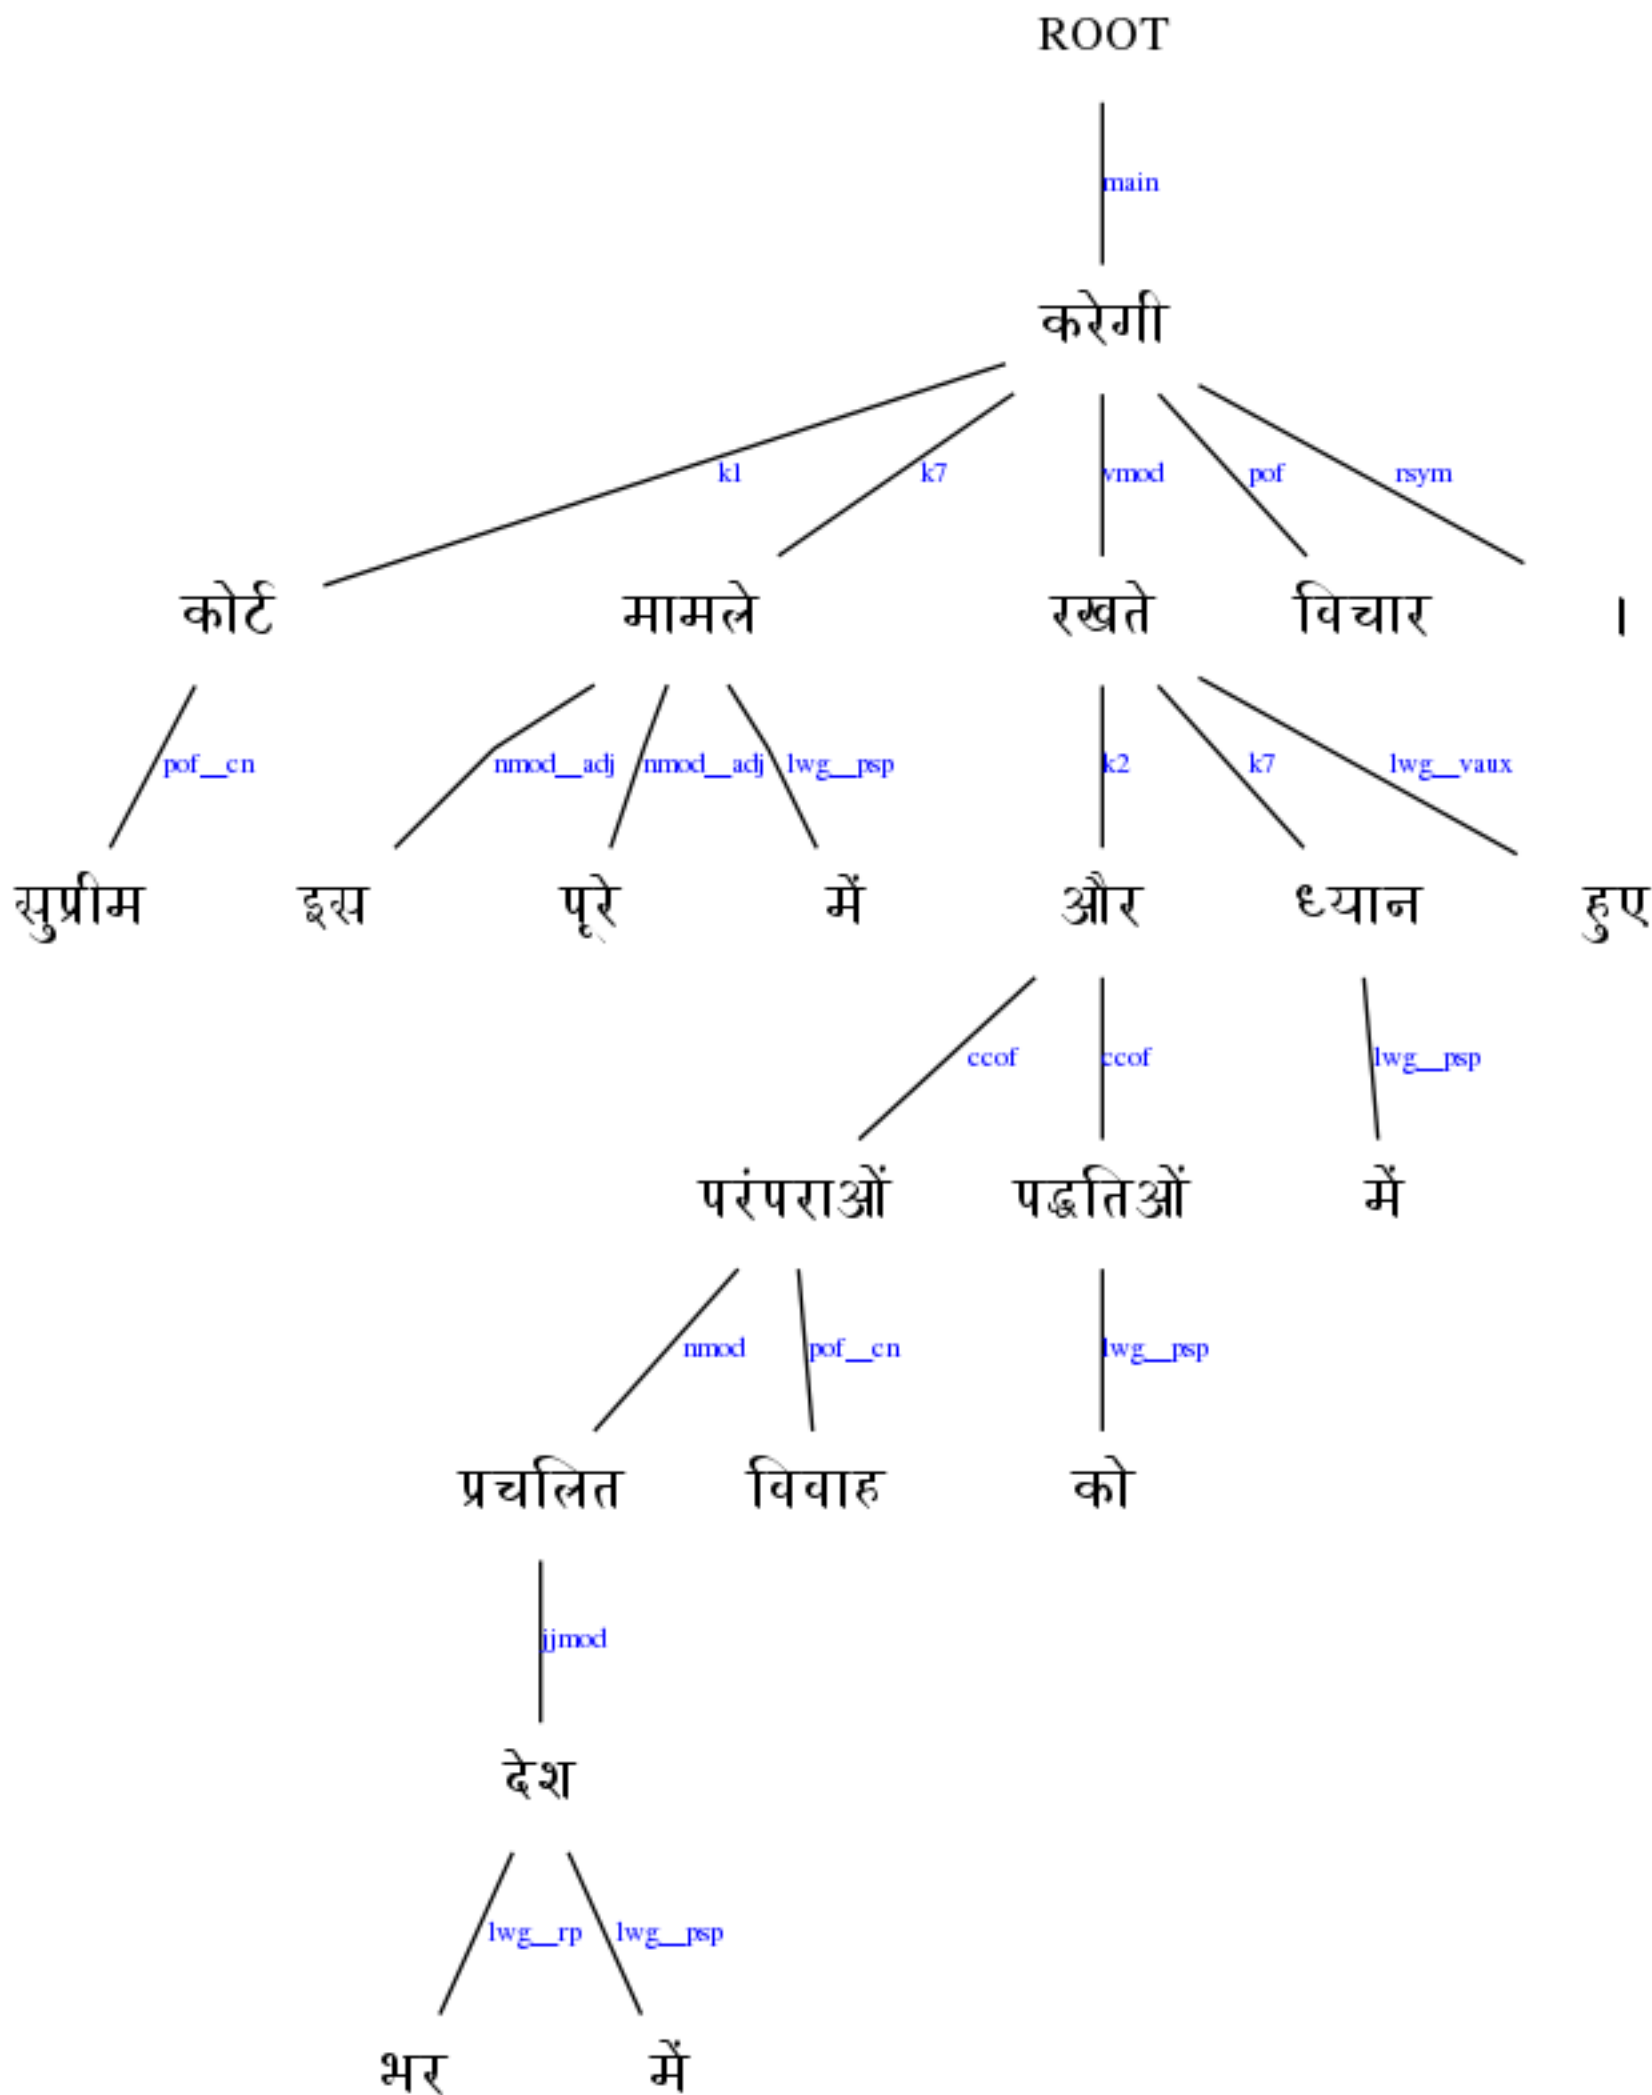 ROOT
main
करेगी
k1 k7 vmod pof rsym
कोर्ट मामले रखते विचार ।
pof__cn nmod__adj nmod__adj lwg__psp k2 k7 lwg__vaux
सुप्रीम इस पूरे में और ध्यान हुए
ccof ccof lwg__psp
परंपराओं पद्धतिओं में
nmod pof__cn lwg__psp
प्रचलित विवाह को
jjmod
देश
lwg__rp lwg__psp
भर में